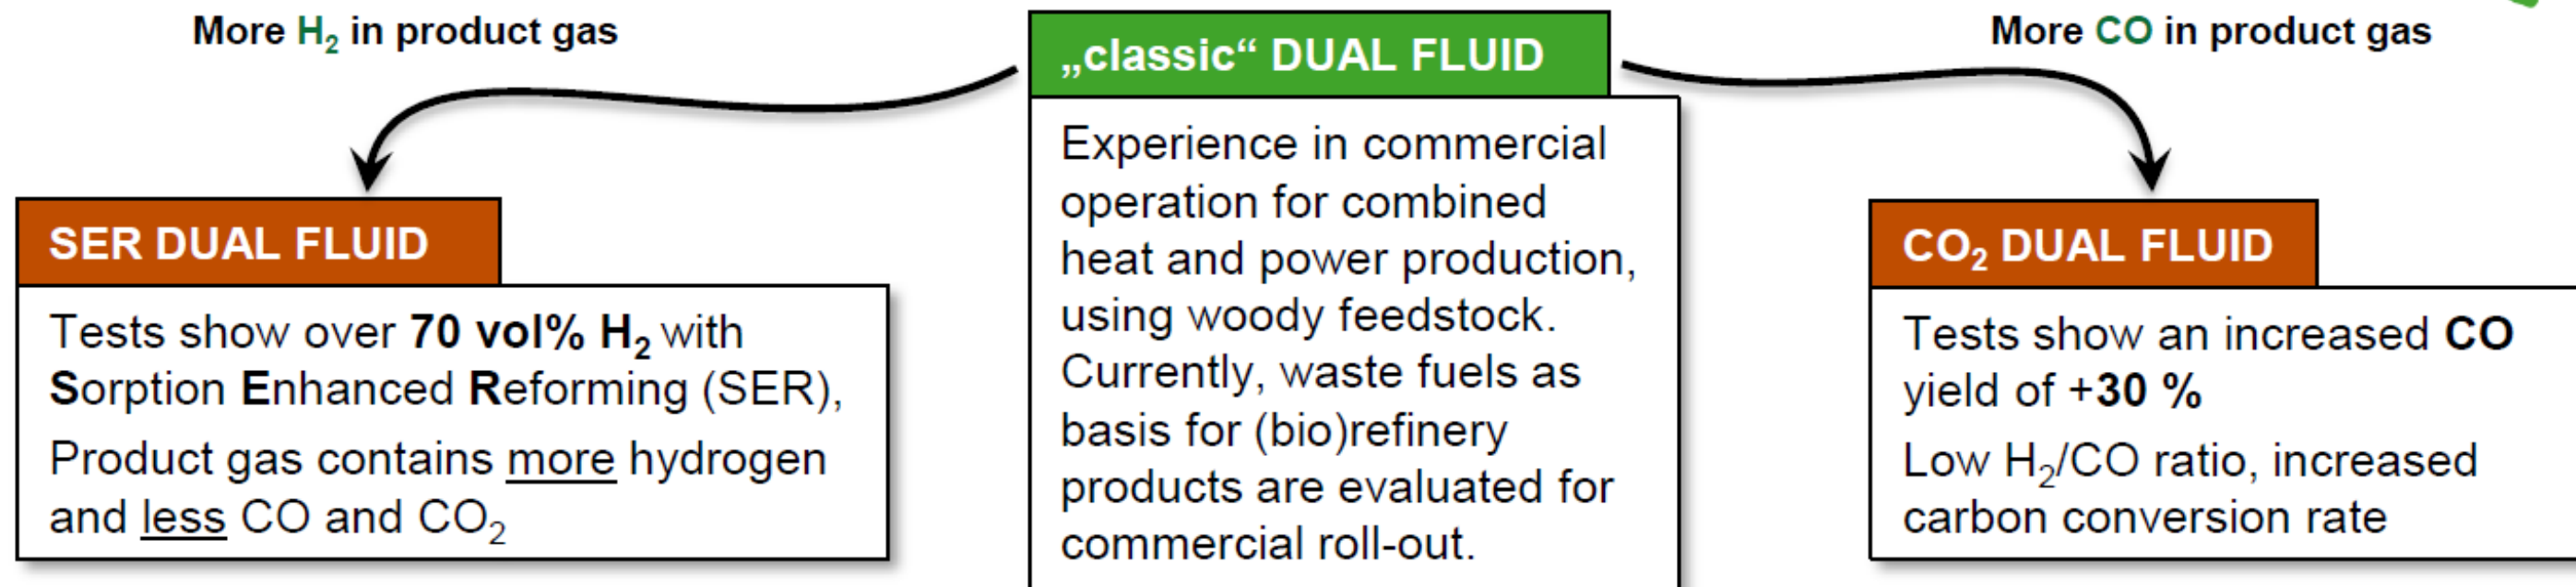 More H₂ in product gas
„classic“ DUAL FLUID
More CO in product gas
SER DUAL FLUID
Tests show over 70 vol% H₂ with
Sorption Enhanced Reforming (SER),
Product gas contains more hydrogen
and less CO and CO₂
Experience in commercial
operation for combined
heat and power production,
using woody feedstock.
Currently, waste fuels as
basis for (bio)refinery
products are evaluated for
commercial roll-out.
CO₂ DUAL FLUID
Tests show an increased CO
yield of +30 %
Low H₂/CO ratio, increased
carbon conversion rate